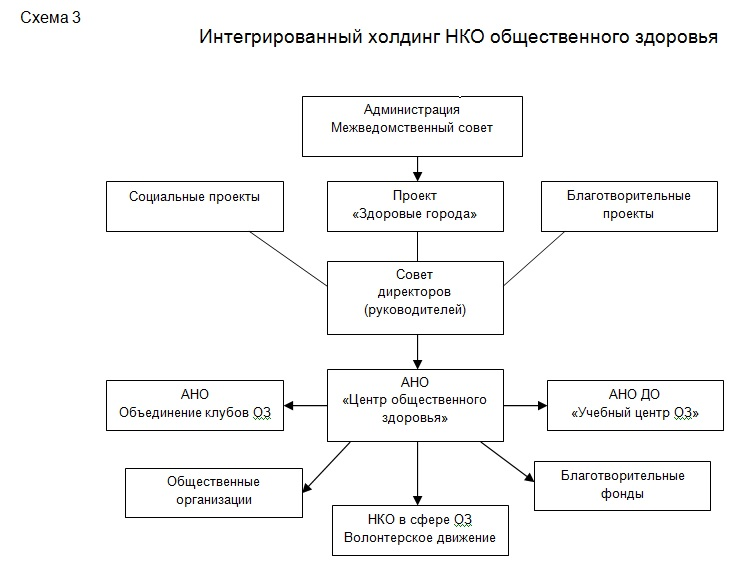 Схема 3
Интегрированный холдинг НКО общественного здоровья
Администрация
Межведомственный совет
Социальные проекты
Проект
«Здоровые города»
Благотворительные
проекты
Совет
директоров
(руководителей)
АНО
Объединение клубов ОЗ
АНО
«Центр общественного
здоровья»
АНО ДО
«Учебный центр ОЗ»
Общественные
организации
НКО в сфере ОЗ
Волонтерское движение
Благотворительные
фонды